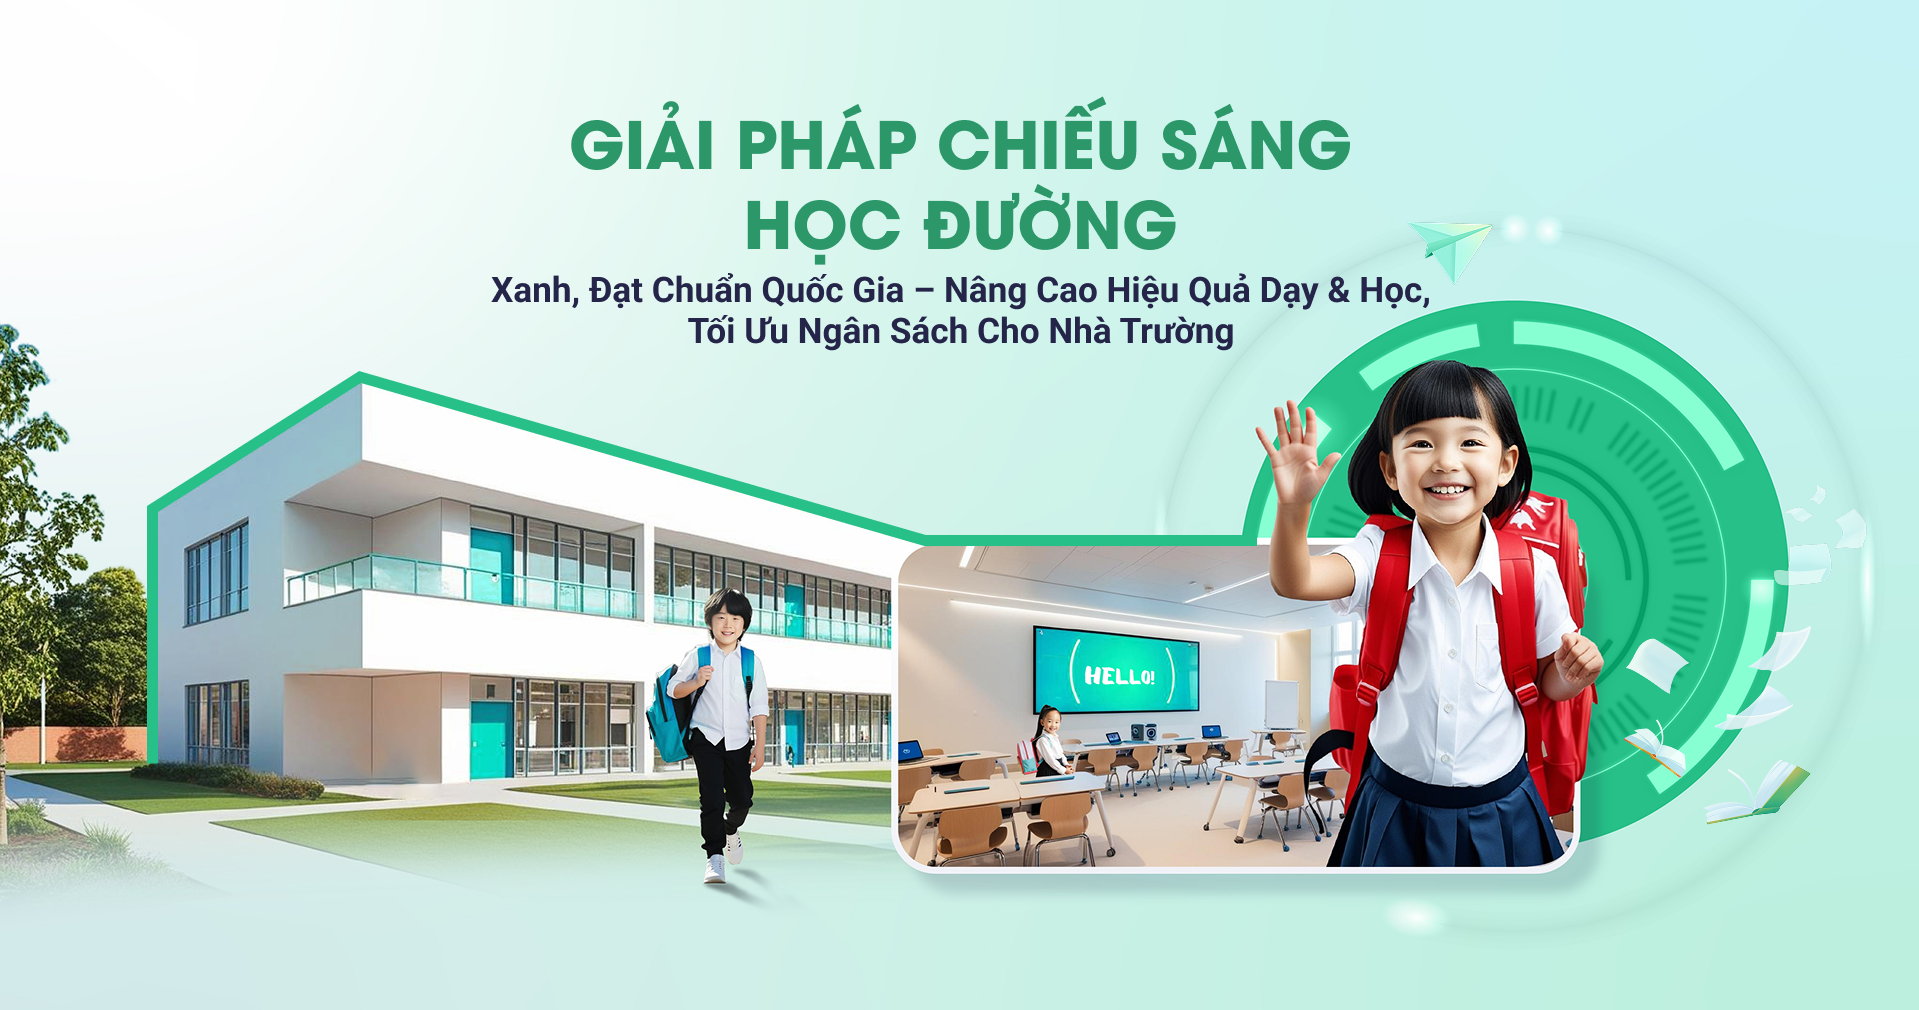 GIẢI PHÁP CHIẾU SÁNG
HỌC ĐƯỜNG
Xanh, Đạt Chuẩn Quốc Gia – Nâng Cao Hiệu Quả Dạy & Học,
Tối Ưu Ngân Sách Cho Nhà Trường
HELLO!